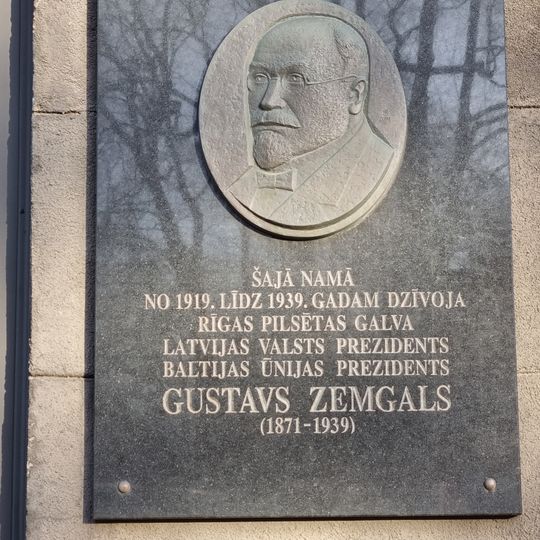 ŠAJĀ NAMĀ
NO 1919. LĪDZ 1939. GADAM DZĪVOJA
RĪGAS PILSĒTAS GALVA
LATVIJAS VALSTS PREZIDENTS
BALTIJAS ŪNIJAS PREZIDENTS
GUSTAVS ZEMGALS
(1871-1939)